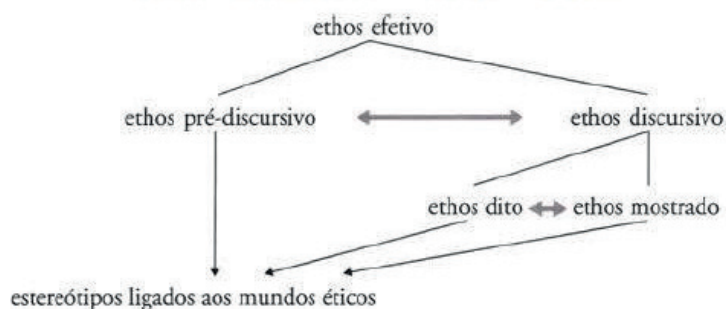 ethos efetivo
ethos pré-discursivo ethos discursivo
ethos dito ethos mostrado
estereótipos ligados aos mundos éticos